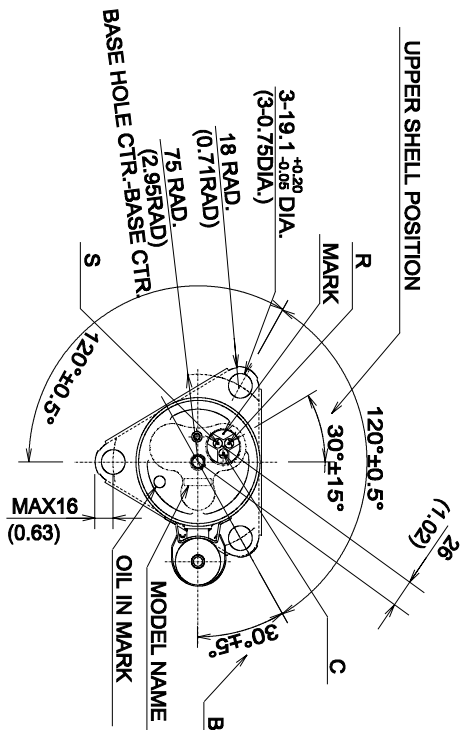 UPPER SHELL POSITION
R
MARK
3-19.1 +0.20 -0.05 DIA.
(3-0.75DIA.)
18 RAD.
(0.71RAD)
75 RAD.
(2.95RAD)
BASE HOLE CTR.-BASE CTR.
S
120°±0.5°
30°±15°
120°±0.5°
26
(1.02)
C
30°±5°
B
MODEL NAME
OIL IN MARK
MAX16
(0.63)